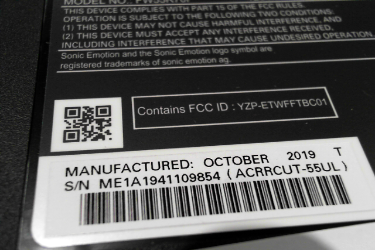 THIS DEVICE COMPLIES WITH PART 15 OF THE FCC RULES.
OPERATION IS SUBJECT TO THE FOLLOWING TWO CONDITIONS:
(1) THIS DEVICE MAY NOT CAUSE HARMFUL INTERFERENCE, AND
(2) THIS DEVICE MUST ACCEPT ANY INTERFERENCE RECEIVED,
INCLUDING INTERFERENCE THAT MAY CAUSE UNDESIRED OPERATION.
Sonic Emotion and the Sonic Emotion logo symbol are
registered trademarks of sonic emotion ag.
Contains FCC ID : YZP-ETWFFTBC01
MANUFACTURED: OCTOBER 2019 T
S/N ME1A1941109854 ( ACRRCUT-55UL )